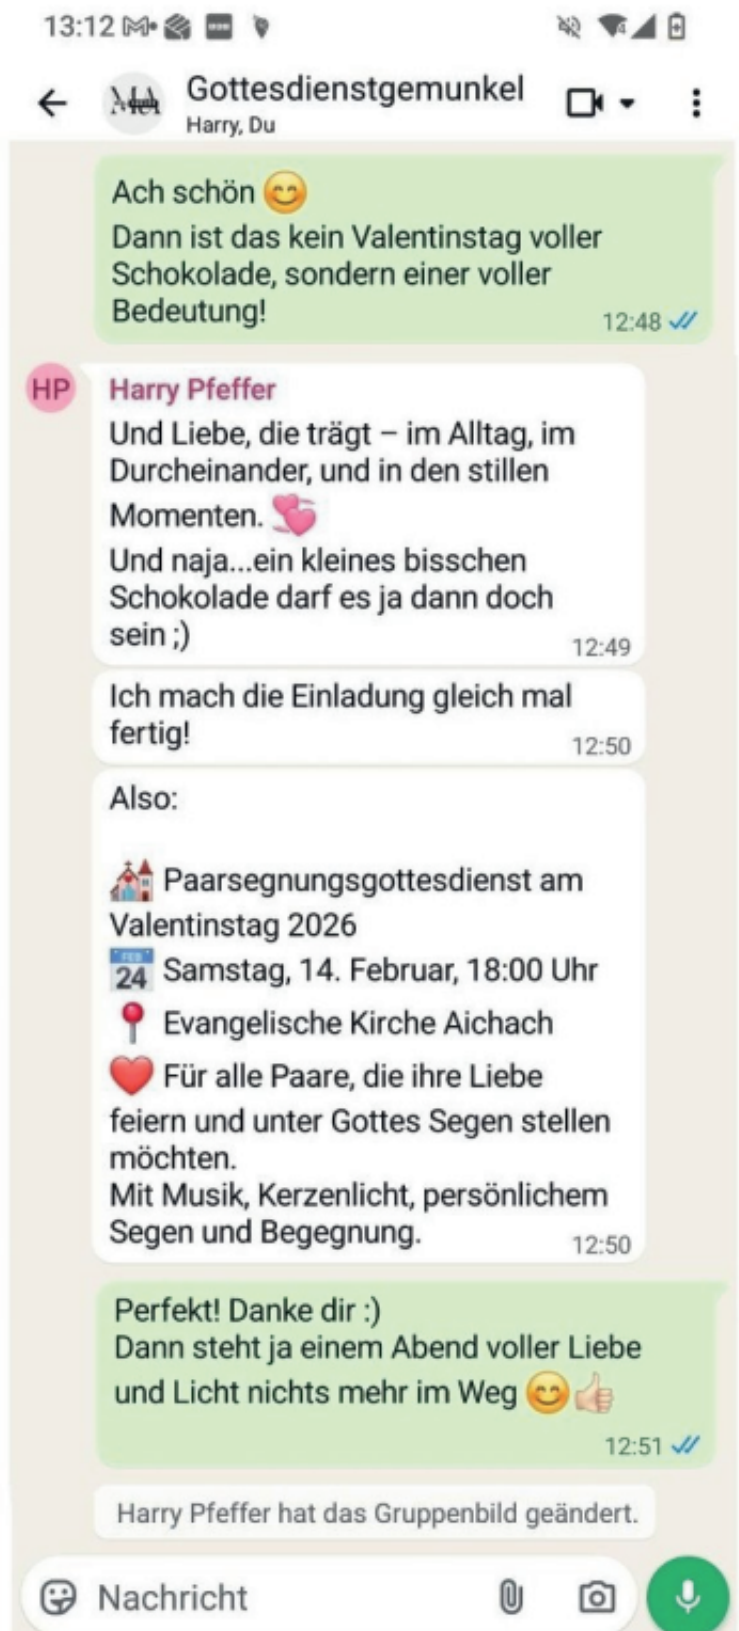 13:12
Gottesdienstgemunkel
Harry, Du
Ach schön 😊
Dann ist das kein Valentinstag voller
Schokolade, sondern einer voller
Bedeutung!
12:48
HP
Harry Pfeffer
Und Liebe, die trägt – im Alltag, im
Durcheinander, und in den stillen
Momenten. 💞
Und naja...ein kleines bisschen
Schokolade darf es ja dann doch
sein ;)
12:49
Ich mach die Einladung gleich mal
fertig!
12:50
Also:
💒 Paarsegnungsgottesdienst am
Valentinstag 2026
FEB
24 Samstag, 14. Februar, 18:00 Uhr
📍 Evangelische Kirche Aichach
❤️ Für alle Paare, die ihre Liebe
feiern und unter Gottes Segen stellen
möchten.
Mit Musik, Kerzenlicht, persönlichem
Segen und Begegnung.
12:50
Perfekt! Danke dir :)
Dann steht ja einem Abend voller Liebe
und Licht nichts mehr im Weg 😊👍🏻
12:51
Harry Pfeffer hat das Gruppenbild geändert.
Nachricht